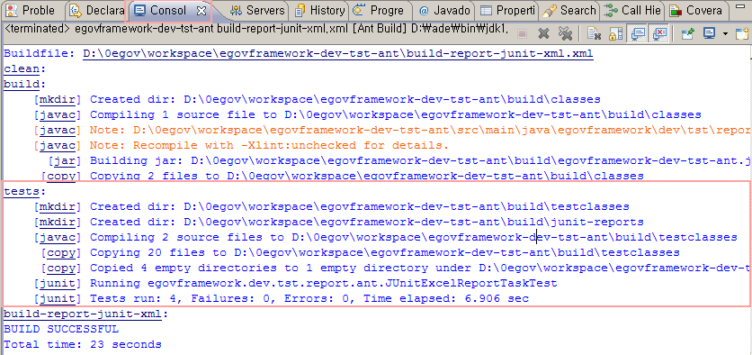 Proble Declara Consol Servers History Progre Javado Properti Search Call Hie Covera
<terminated> egovframework-dev-tst-ant build-report-junit-xml.xml [Ant Build] D:\ade\bin\jdk1.
Buildfile: D:\0egov\workspace\egovframework-dev-tst-ant\build-report-junit-xml.xml
clean:
build:
[mkdir] Created dir: D:\0egov\workspace\egovframework-dev-tst-ant\build\classes
[javac] Compiling 1 source file to D:\0egov\workspace\egovframework-dev-tst-ant\build\classes
[javac] Note: D:\0egov\workspace\egovframework-dev-tst-ant\src\main\java\egovframework\dev\tst\repor
[javac] Note: Recompile with -Xlint:unchecked for details.
[jar] Building jar: D:\0egov\workspace\egovframework-dev-tst-ant\build\egovframework-dev-tst-ant.j
[copy] Copying 2 files to D:\0egov\workspace\egovframework-dev-tst-ant\build\classes
tests:
[mkdir] Created dir: D:\0egov\workspace\egovframework-dev-tst-ant\build\testclasses
[mkdir] Created dir: D:\0egov\workspace\egovframework-dev-tst-ant\build\junit-reports
[javac] Compiling 2 source files to D:\0egov\workspace\egovframework-dev-tst-ant\build\testclasses
[copy] Copying 20 files to D:\0egov\workspace\egovframework-dev-tst-ant\build\testclasses
[copy] Copied 4 empty directories to 1 empty directory under D:\0egov\workspace\egovframework-dev-t
[junit] Running egovframework.dev.tst.report.ant.JUnitExcelReportTaskTest
[junit] Tests run: 4, Failures: 0, Errors: 0, Time elapsed: 6.906 sec
build-report-junit-xml:
BUILD SUCCESSFUL
Total time: 23 seconds